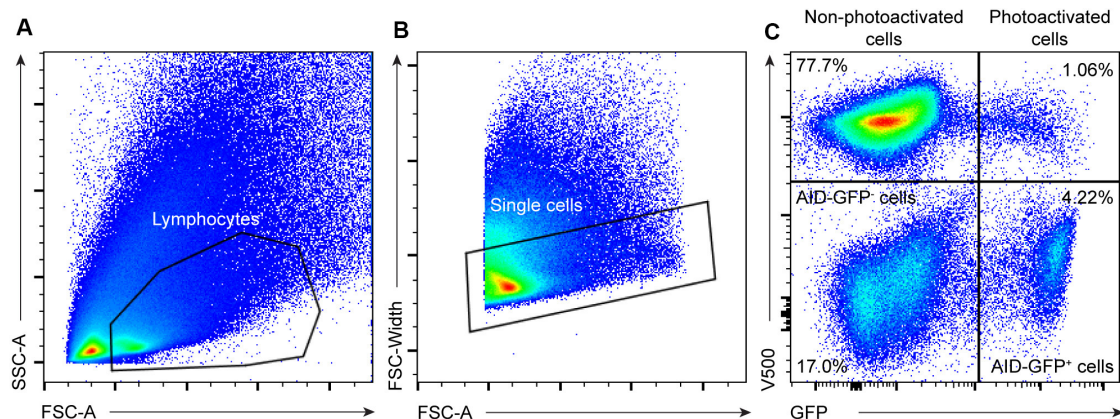 A
SSC-A
Lymphocytes
FSC-A
B
FSC-Width
Single cells
FSC-A
C
Non-photoactivated
cells
Photoactivated
cells
V500
77.7%
1.06%
AID-GFP⁻ cells
4.22%
17.0%
AID-GFP⁺ cells
GFP